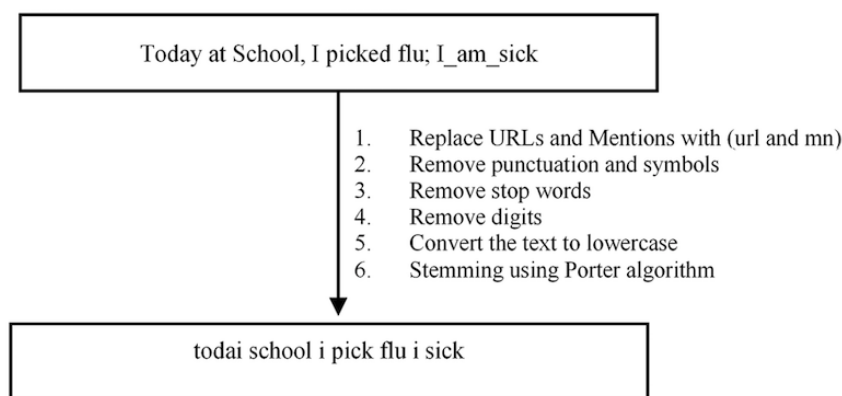 Today at School, I picked flu; I_am_sick
1. Replace URLs and Mentions with (url and mn)
2. Remove punctuation and symbols
3. Remove stop words
4. Remove digits
5. Convert the text to lowercase
6. Stemming using Porter algorithm
todai school i pick flu i sick